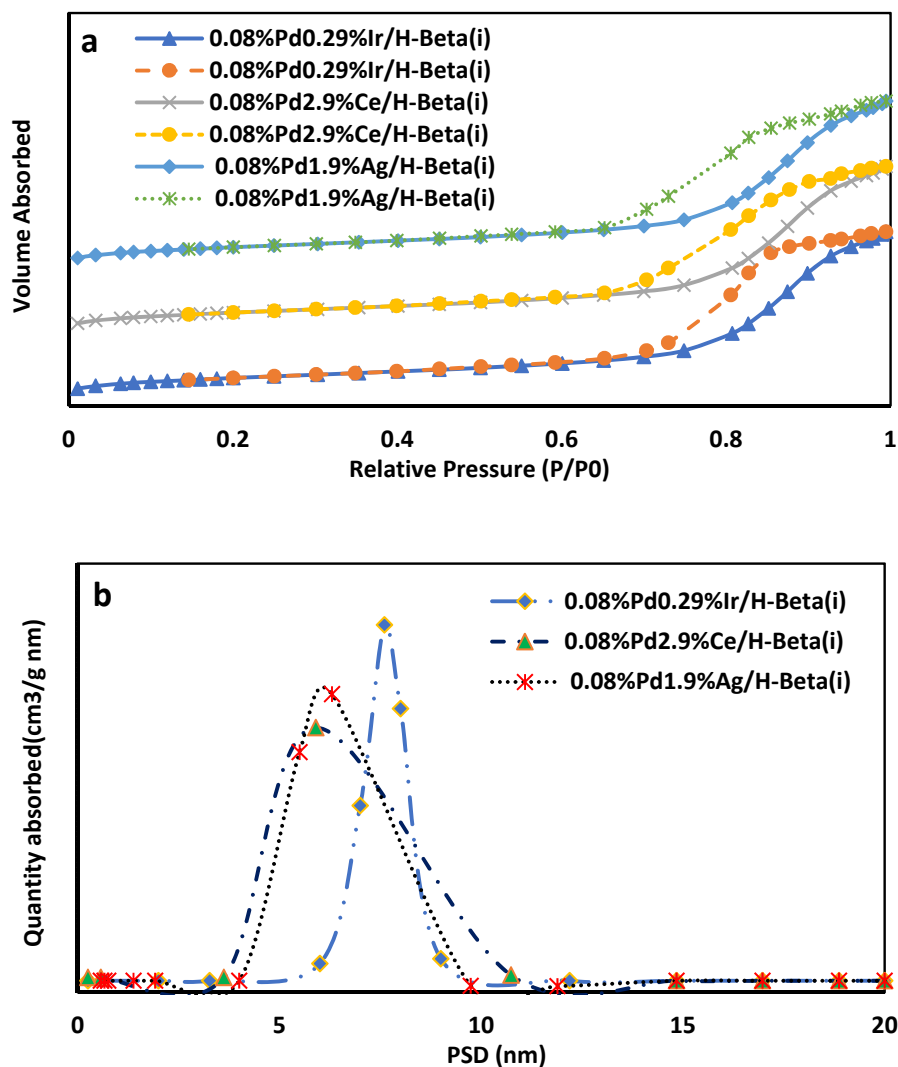 a
0.08%Pd0.29%Ir/H-Beta(i)
0.08%Pd0.29%Ir/H-Beta(i)
0.08%Pd2.9%Ce/H-Beta(i)
0.08%Pd2.9%Ce/H-Beta(i)
0.08%Pd1.9%Ag/H-Beta(i)
0.08%Pd1.9%Ag/H-Beta(i)
Volume Absorbed
0 0.2 0.4 0.6 0.8 1
Relative Pressure (P/P0)
b
0.08%Pd0.29%Ir/H-Beta(i)
0.08%Pd2.9%Ce/H-Beta(i)
0.08%Pd1.9%Ag/H-Beta(i)
Quantity absorbed(cm3/g nm)
0 5 10 15 20
PSD (nm)